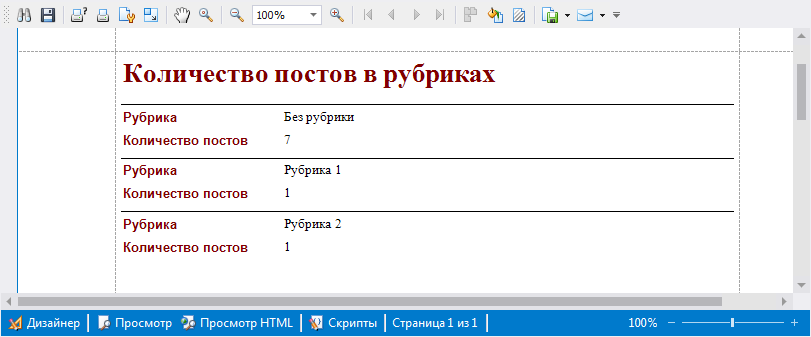 100%
Количество постов в рубриках
Рубрика Без рубрики
Количество постов 7
Рубрика Рубрика 1
Количество постов 1
Рубрика Рубрика 2
Количество постов 1
Дизайнер Просмотр Просмотр HTML Скрипты Страница 1 из 1 100%